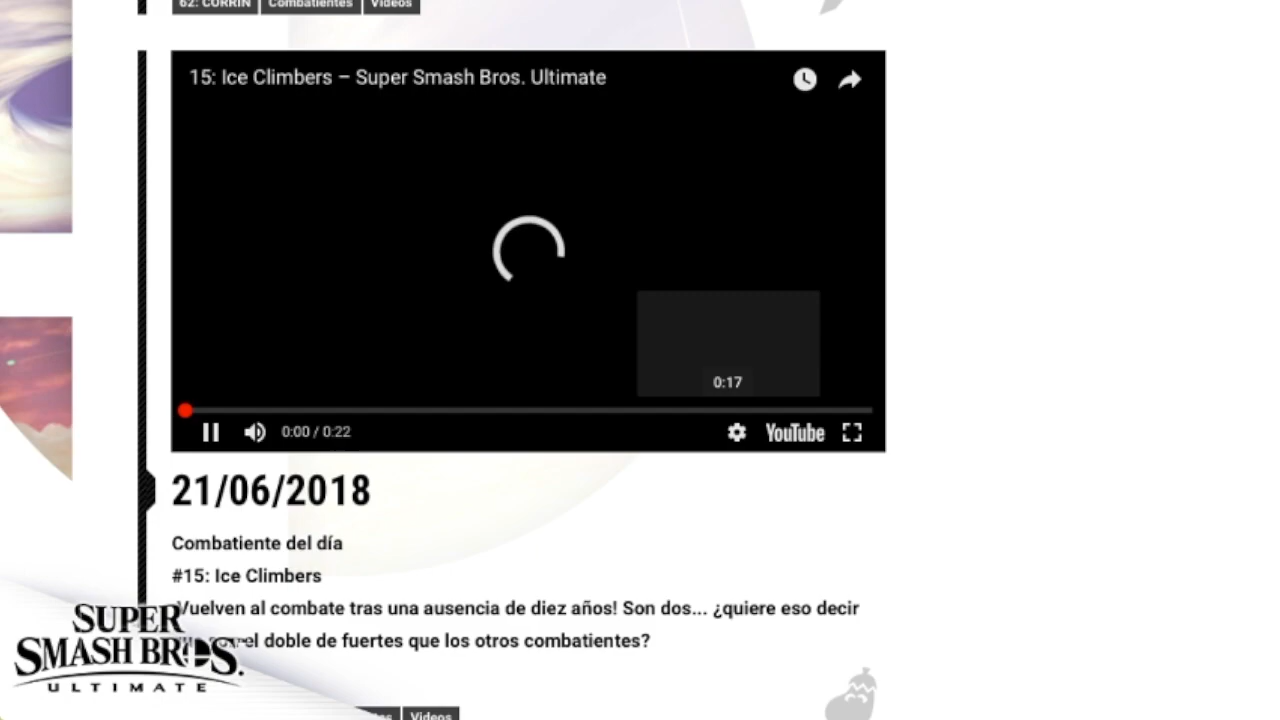 62: CORRIN Combatientes Vídeos
15: Ice Climbers – Super Smash Bros. Ultimate
0:17
0:00 / 0:22
YouTube
21/06/2018
Combatiente del día
#15: Ice Climbers
Vuelven al combate tras una ausencia de diez años! Son dos... ¿quiere eso decir
el doble de fuertes que los otros combatientes?
SUPER
SMASH BROS.
ULTIMATE
Vídeos